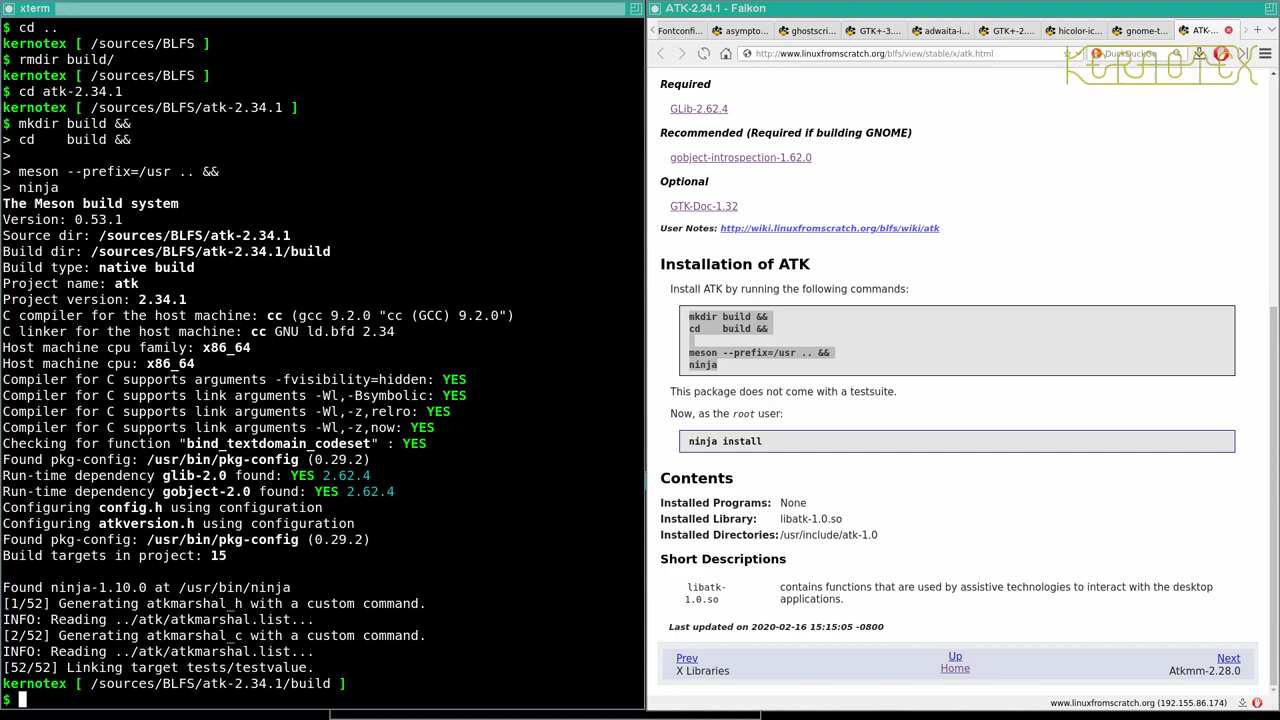 xterm
$ cd ..
kernotex [ /sources/BLFS ]
$ rmdir build/
kernotex [ /sources/BLFS ]
$ cd atk-2.34.1
kernotex [ /sources/BLFS/atk-2.34.1 ]
$ mkdir build &&
> cd    build &&
>
> meson --prefix=/usr .. &&
> ninja
The Meson build system
Version: 0.53.1
Source dir: /sources/BLFS/atk-2.34.1
Build dir: /sources/BLFS/atk-2.34.1/build
Build type: native build
Project name: atk
Project version: 2.34.1
C compiler for the host machine: cc (gcc 9.2.0 "cc (GCC) 9.2.0")
C linker for the host machine: cc GNU ld.bfd 2.34
Host machine cpu family: x86_64
Host machine cpu: x86_64
Compiler for C supports arguments -fvisibility=hidden: YES
Compiler for C supports link arguments -Wl,-Bsymbolic: YES
Compiler for C supports link arguments -Wl,-z,relro: YES
Compiler for C supports link arguments -Wl,-z,now: YES
Checking for function "bind_textdomain_codeset" : YES
Found pkg-config: /usr/bin/pkg-config (0.29.2)
Run-time dependency glib-2.0 found: YES 2.62.4
Run-time dependency gobject-2.0 found: YES 2.62.4
Configuring config.h using configuration
Configuring atkversion.h using configuration
Found pkg-config: /usr/bin/pkg-config (0.29.2)
Build targets in project: 15
Found ninja-1.10.0 at /usr/bin/ninja
[1/52] Generating atkmarshal_h with a custom command.
INFO: Reading ../atk/atkmarshal.list...
[2/52] Generating atkmarshal_c with a custom command.
INFO: Reading ../atk/atkmarshal.list...
[52/52] Linking target tests/testvalue.
kernotex [ /sources/BLFS/atk-2.34.1/build ]
$
ATK-2.34.1 - Falkon
Fontconfi... asympto... ghostscri... GTK+-3.... GTK+-2.... adwaita-i... hicolor-ic... gnome-t... ATK-...
http://www.linuxfromscratch.org/blfs/view/stable/x/atk.html
DuckDuckGo
KERNOTEX
Required
GLib-2.62.4
Recommended (Required if building GNOME)
gobject-introspection-1.62.0
Optional
GTK-Doc-1.32
User Notes: http://wiki.linuxfromscratch.org/blfs/wiki/atk
Installation of ATK
Install ATK by running the following commands:
mkdir build &&
cd    build &&
meson --prefix=/usr .. &&
ninja
This package does not come with a testsuite.
Now, as the root user:
ninja install
Contents
Installed Programs: None
Installed Library: libatk-1.0.so
Installed Directories: /usr/include/atk-1.0
Short Descriptions
libatk-1.0.so contains functions that are used by assistive technologies to interact with the desktop
applications.
Last updated on 2020-02-16 15:15:05 -0800
Prev Up Next
X Libraries Home Atkmm-2.28.0
www.linuxfromscratch.org (192.155.86.174)